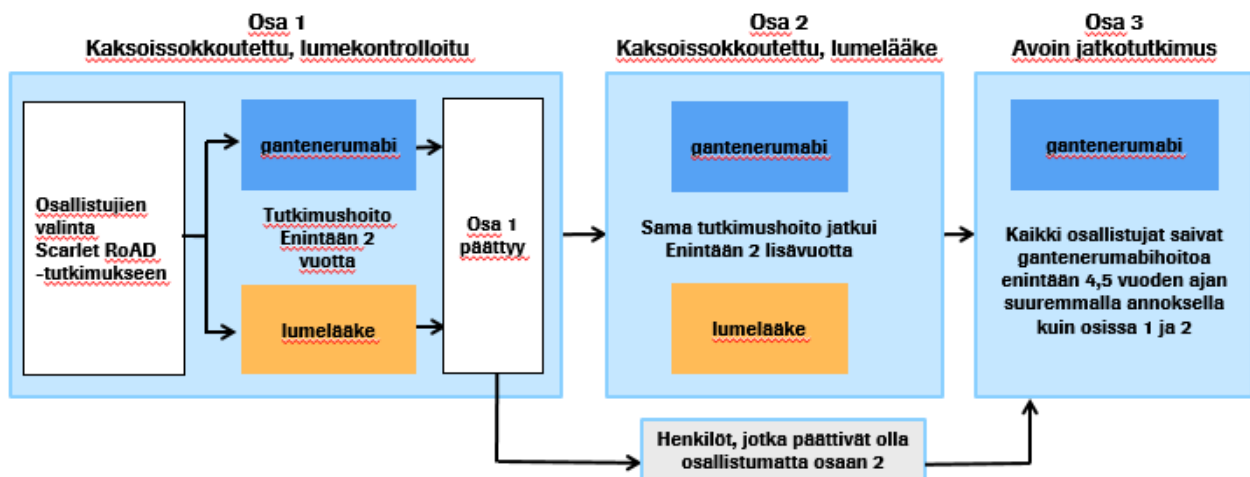 Osa 1
Kaksoissokkoutettu, lumekontrolloitu
Osallistujien
valinta
Scarlet RoAD
-tutkimukseen
gantenerumabi
Tutkimushoito
Enintään 2
vuotta
lumelääke
Osa 1
päättyy
Osa 2
Kaksoissokkoutettu, lumelääke
gantenerumabi
Sama tutkimushoito jatkui
Enintään 2 lisävuotta
lumelääke
Osa 3
Avoin jatkotutkimus
gantenerumabi
Kaikki osallistujat saivat
gantenerumabihoitoa
enintään 4,5 vuoden ajan
suuremmalla annoksella
kuin osissa 1 ja 2
Henkilöt, jotka päättivät olla
osallistumatta osaan 2